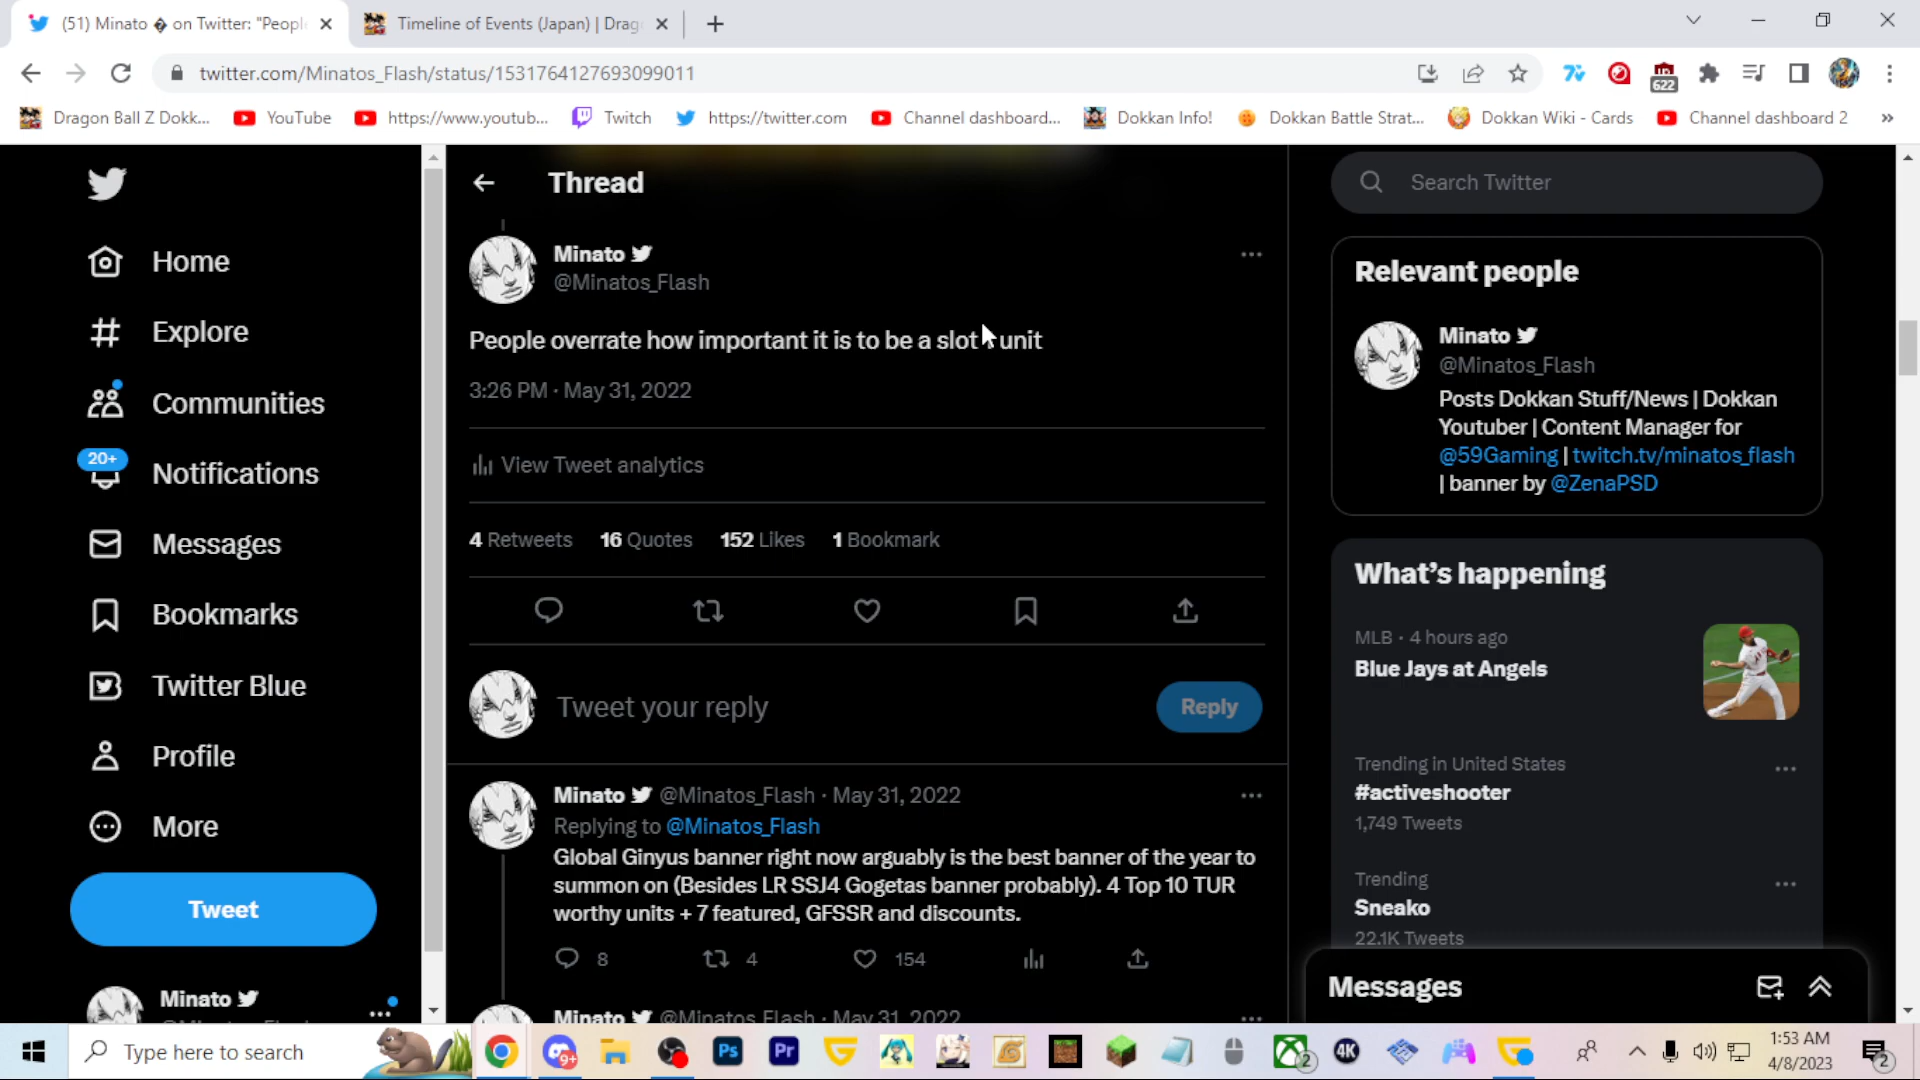 (51) Minato � on Twitter: "Peopl
Timeline of Events (Japan) | Drag
twitter.com/Minatos_Flash/status/1531764127693099011
622
Dragon Ball Z Dokk...
YouTube
https://www.youtub...
Twitch
https://twitter.com
Channel dashboard...
Dokkan Info!
Dokkan Battle Strat...
Dokkan Wiki - Cards
Channel dashboard 2
»
Home
Explore
Communities
20+
Notifications
Messages
Bookmarks
Twitter Blue
Profile
More
Tweet
Minato
Thread
Minato
@Minatos_Flash
People overrate how important it is to be a slot unit
3:26 PM · May 31, 2022
View Tweet analytics
4 Retweets 16 Quotes 152 Likes 1 Bookmark
Tweet your reply
Reply
Minato @Minatos_Flash · May 31, 2022
Replying to @Minatos_Flash
Global Ginyus banner right now arguably is the best banner of the year to
summon on (Besides LR SSJ4 Gogetas banner probably). 4 Top 10 TUR
worthy units + 7 featured, GFSSR and discounts.
8 4 154
Minato @Minatos_Flash · May 31, 2022
Search Twitter
Relevant people
Minato
@Minatos_Flash
Posts Dokkan Stuff/News | Dokkan
Youtuber | Content Manager for
@59Gaming | twitch.tv/minatos_flash
| banner by @ZenaPSD
What's happening
MLB · 4 hours ago
Blue Jays at Angels
Trending in United States
#activeshooter
1,749 Tweets
Trending
Sneako
22.1K Tweets
Messages
Type here to search
9+
Ps
Pr
2
4K
1:53 AM
4/8/2023
2